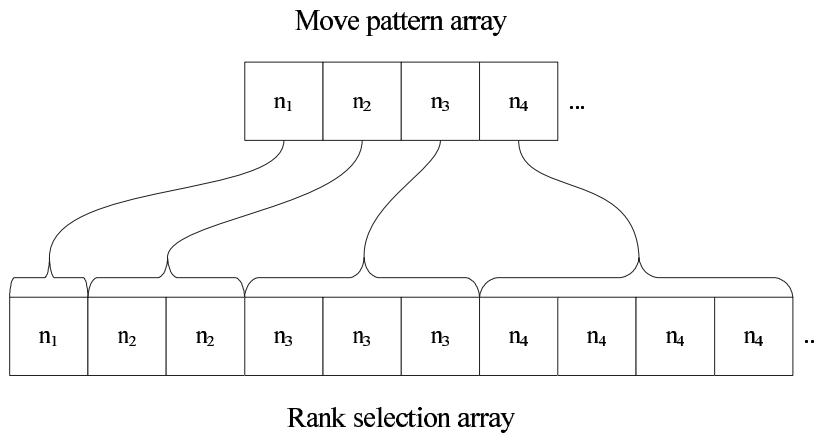 Move pattern array
n₁ n₂ n₃ n₄ ...
n₁ n₂ n₂ n₃ n₃ n₃ n₄ n₄ n₄ n₄ ..
Rank selection array